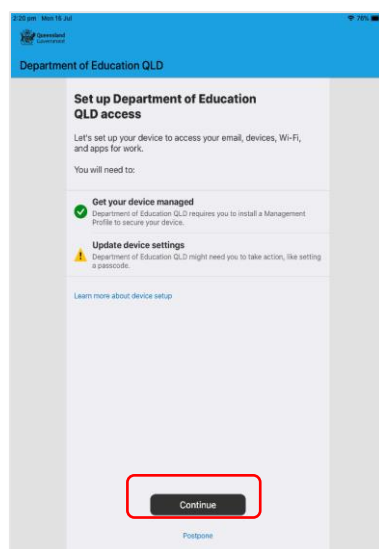 2:20 pm Mon 18 Jul
76%
Queensland
Government
Department of Education QLD
Set up Department of Education
QLD access
Let's set up your device to access your email, devices, Wi-Fi,
and apps for work.
You will need to:
Get your device managed
Department of Education QLD requires you to install a Management
Profile to secure your device.
Update device settings
Department of Education QLD might need you to take action, like setting
a passcode.
Learn more about device setup
Continue
Postpone